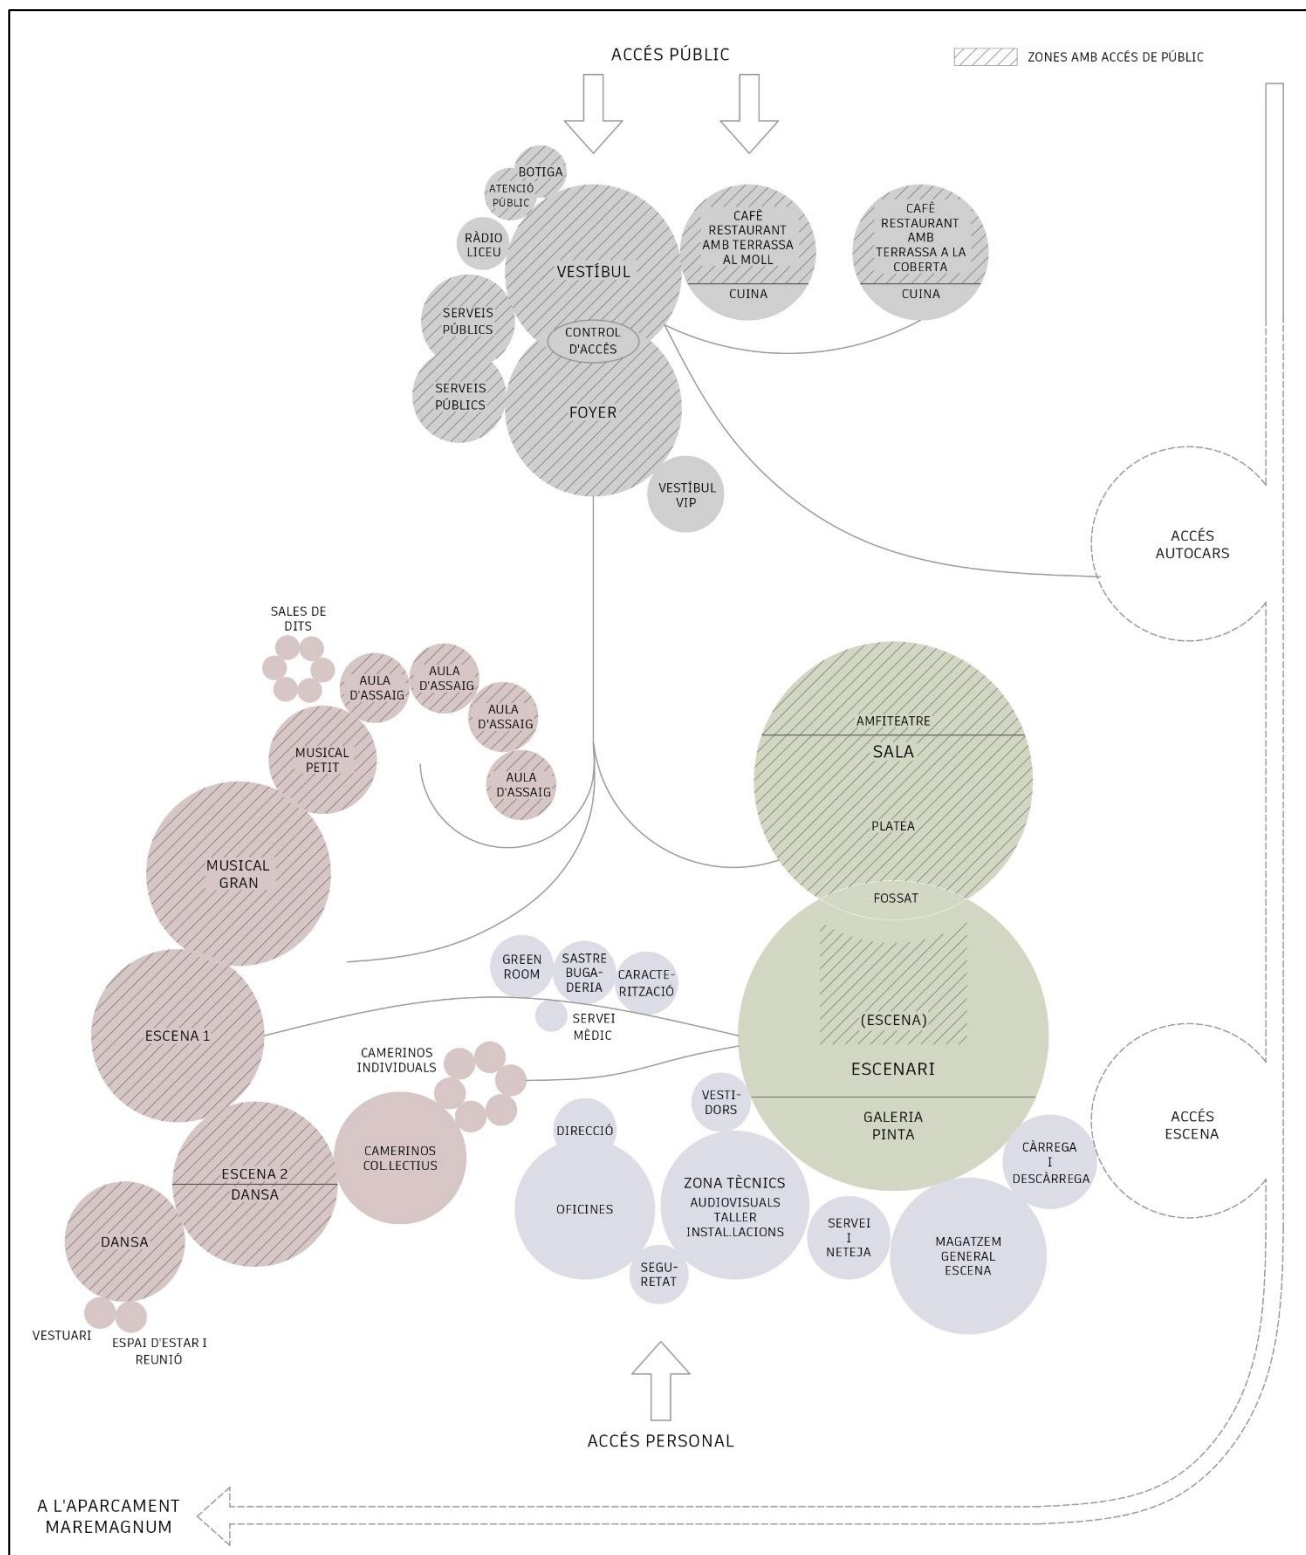 ACCÉS PÚBLIC
ZONES AMB ACCÉS DE PÚBLIC
BOTIGA
ATENCIÓ
PÚBLIC
RÀDIO
LICEU
VESTÍBUL
CAFÈ
RESTAURANT
AMB TERRASSA
AL MOLL
CUINA
CAFÈ
RESTAURANT
AMB
TERRASSA A LA
COBERTA
CUINA
SERVEIS
PÚBLICS
CONTROL
D'ACCÉS
SERVEIS
PÚBLICS
FOYER
VESTÍBUL
VIP
ACCÉS
AUTOCARS
SALES DE
DITS
AULA
D'ASSAIG
AULA
D'ASSAIG
AULA
D'ASSAIG
AULA
D'ASSAIG
MUSICAL
PETIT
MUSICAL
GRAN
AMFITEATRE
SALA
PLATEA
FOSSAT
(ESCENA)
ESCENARI
GALERIA
PINTA
GREEN
ROOM
SASTRE
BUGA-
DERIA
CARACTE-
RITZACIÓ
SERVEI
MÈDIC
ESCENA 1
CAMERINOS
INDIVIDUALS
CAMERINOS
COL.LECTIUS
ESCENA 2
DANSA
DANSA
VESTUARI
ESPAI D'ESTAR I
REUNIÓ
VESTI-
DORS
DIRECCIÓ
OFICINES
ZONA TÈCNICS
AUDIOVISUALS
TALLER
INSTAL.LACIONS
SEGU-
RETAT
SERVEI
I
NETEJA
MAGATZEM
GENERAL
ESCENA
CÀRREGA
I
DESCÀRREGA
ACCÉS
ESCENA
ACCÉS PERSONAL
A L'APARCAMENT
MAREMAGNUM